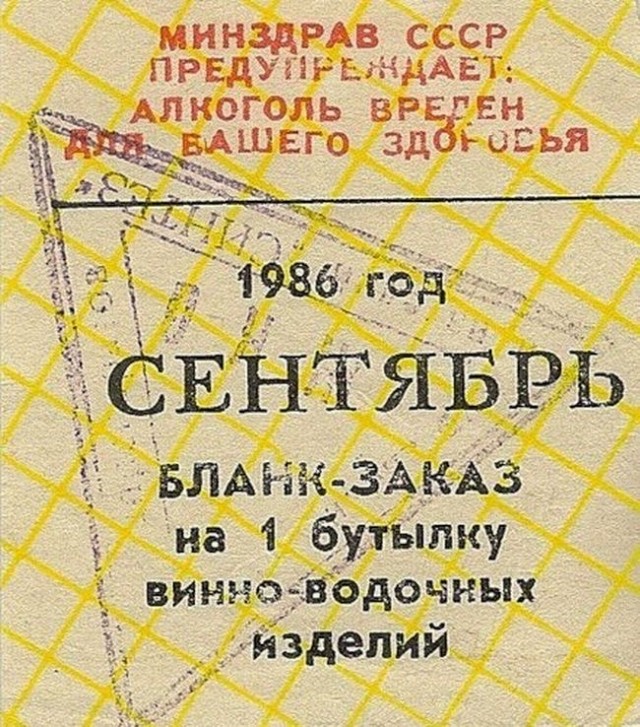 МИНЗДРАВ СССР
ПРЕДУПРЕЖДАЕТ:
АЛКОГОЛЬ ВРЕДЕН
ДЛЯ ВАШЕГО ЗДОРОВЬЯ
СИНТЕЗ"
1986 год
СЕНТЯБРЬ
БЛАНК-ЗАКАЗ
на 1 бутылку
винно-водочных
изделий